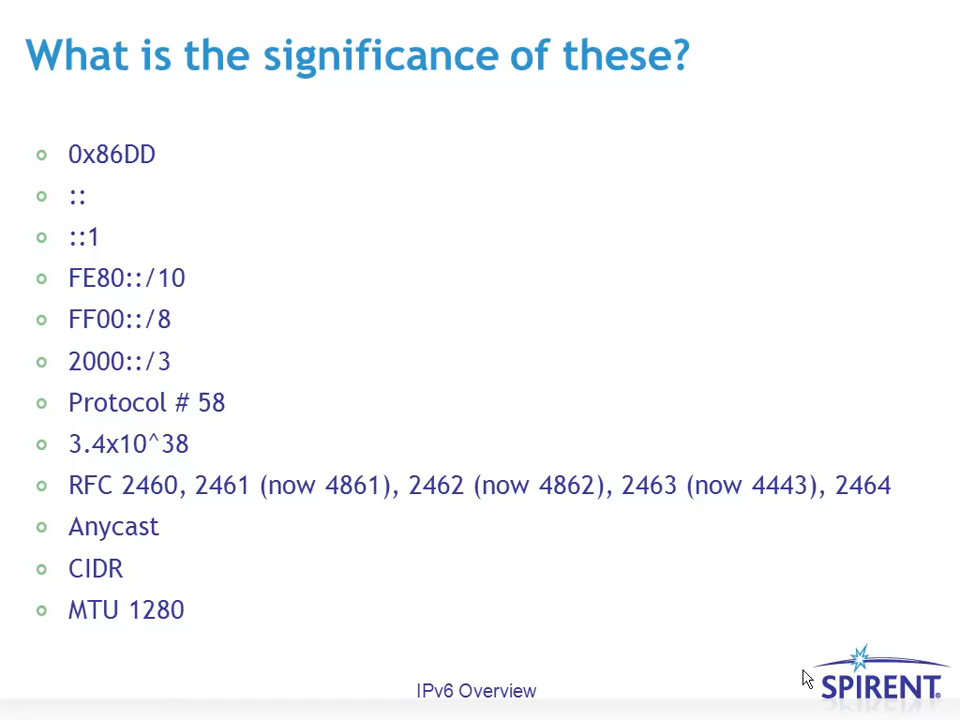 What is the significance of these?
0x86DD
::
::1
FE80::/10
FF00::/8
2000::/3
Protocol # 58
3.4x10^38
RFC 2460, 2461 (now 4861), 2462 (now 4862), 2463 (now 4443), 2464
Anycast
CIDR
MTU 1280
IPv6 Overview
SPIRENT®